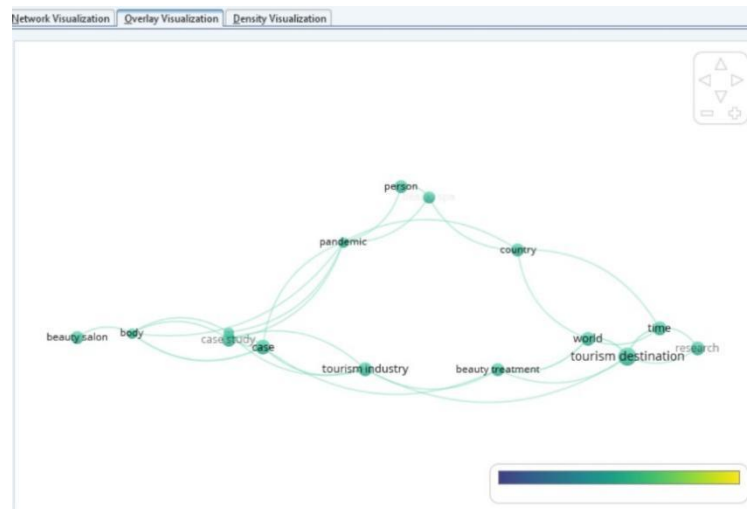 Network Visualization Overlay Visualization Density Visualization
person
pandemic
country
beauty salon
body
case study
case
world
time
tourism destination
research
tourism industry
beauty treatment